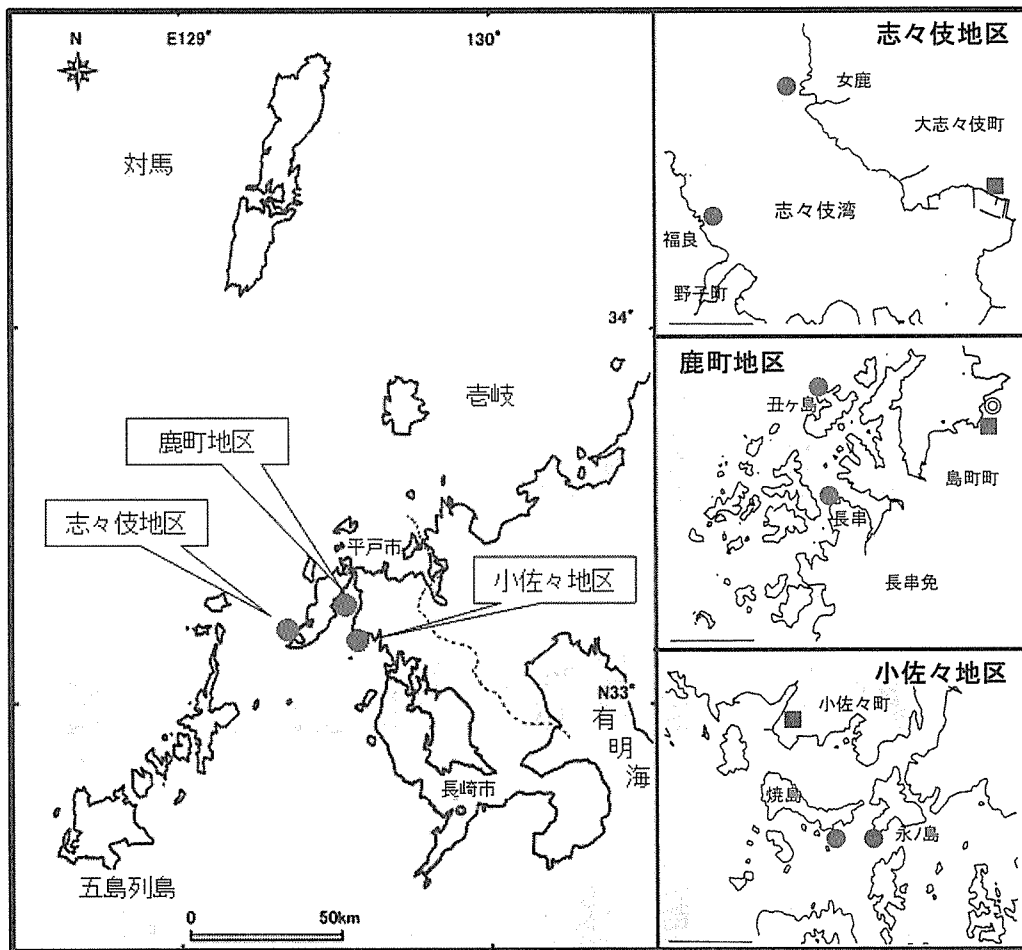 N
E129°
130°
対馬
34°
壱岐
鹿町地区
志々伎地区
平戸市
小佐々地区
N33°
有
明
海
長崎市
五島列島
0
50km
志々伎地区
女鹿
大志々伎町
志々伎湾
福良
野子町
鹿町地区
丑ヶ島
島町町
長串
長串免
小佐々地区
小佐々町
焼島
永ノ島